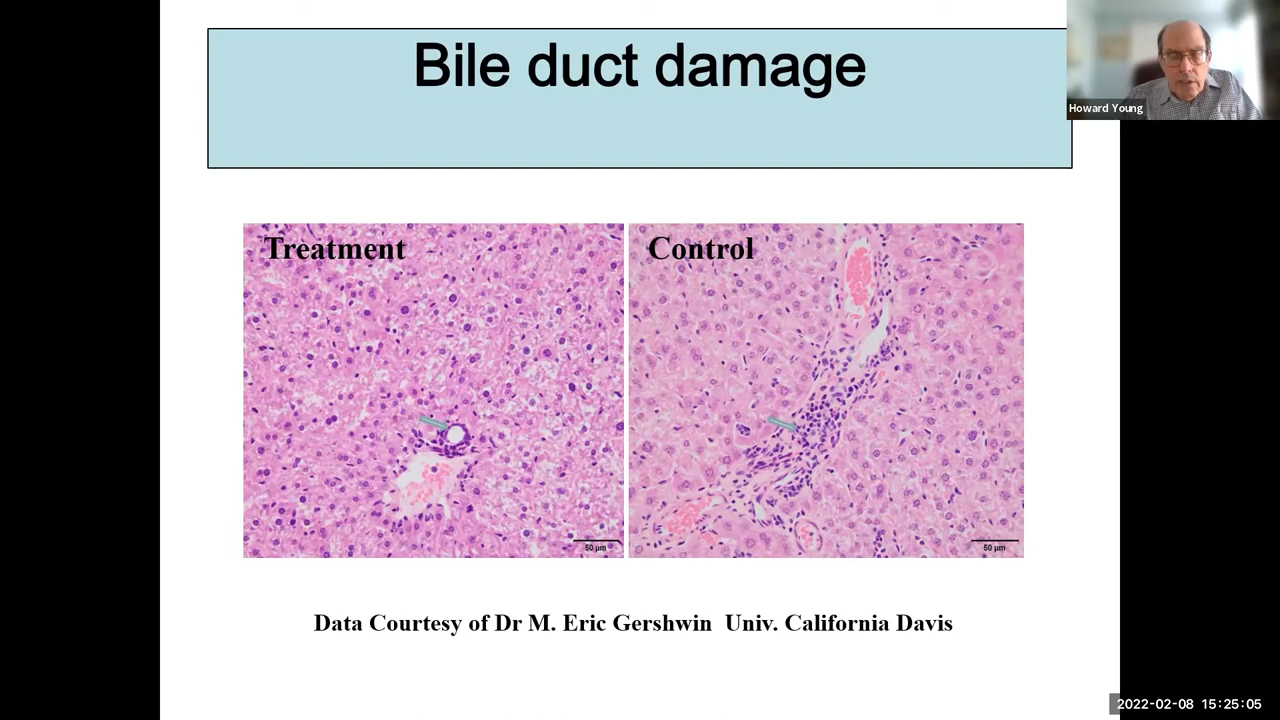 Bile duct damage
Howard Young
Treatment
Control
50 µm
50 µm
Data Courtesy of Dr M. Eric Gershwin Univ. California Davis
2022-02-08 15:25:05